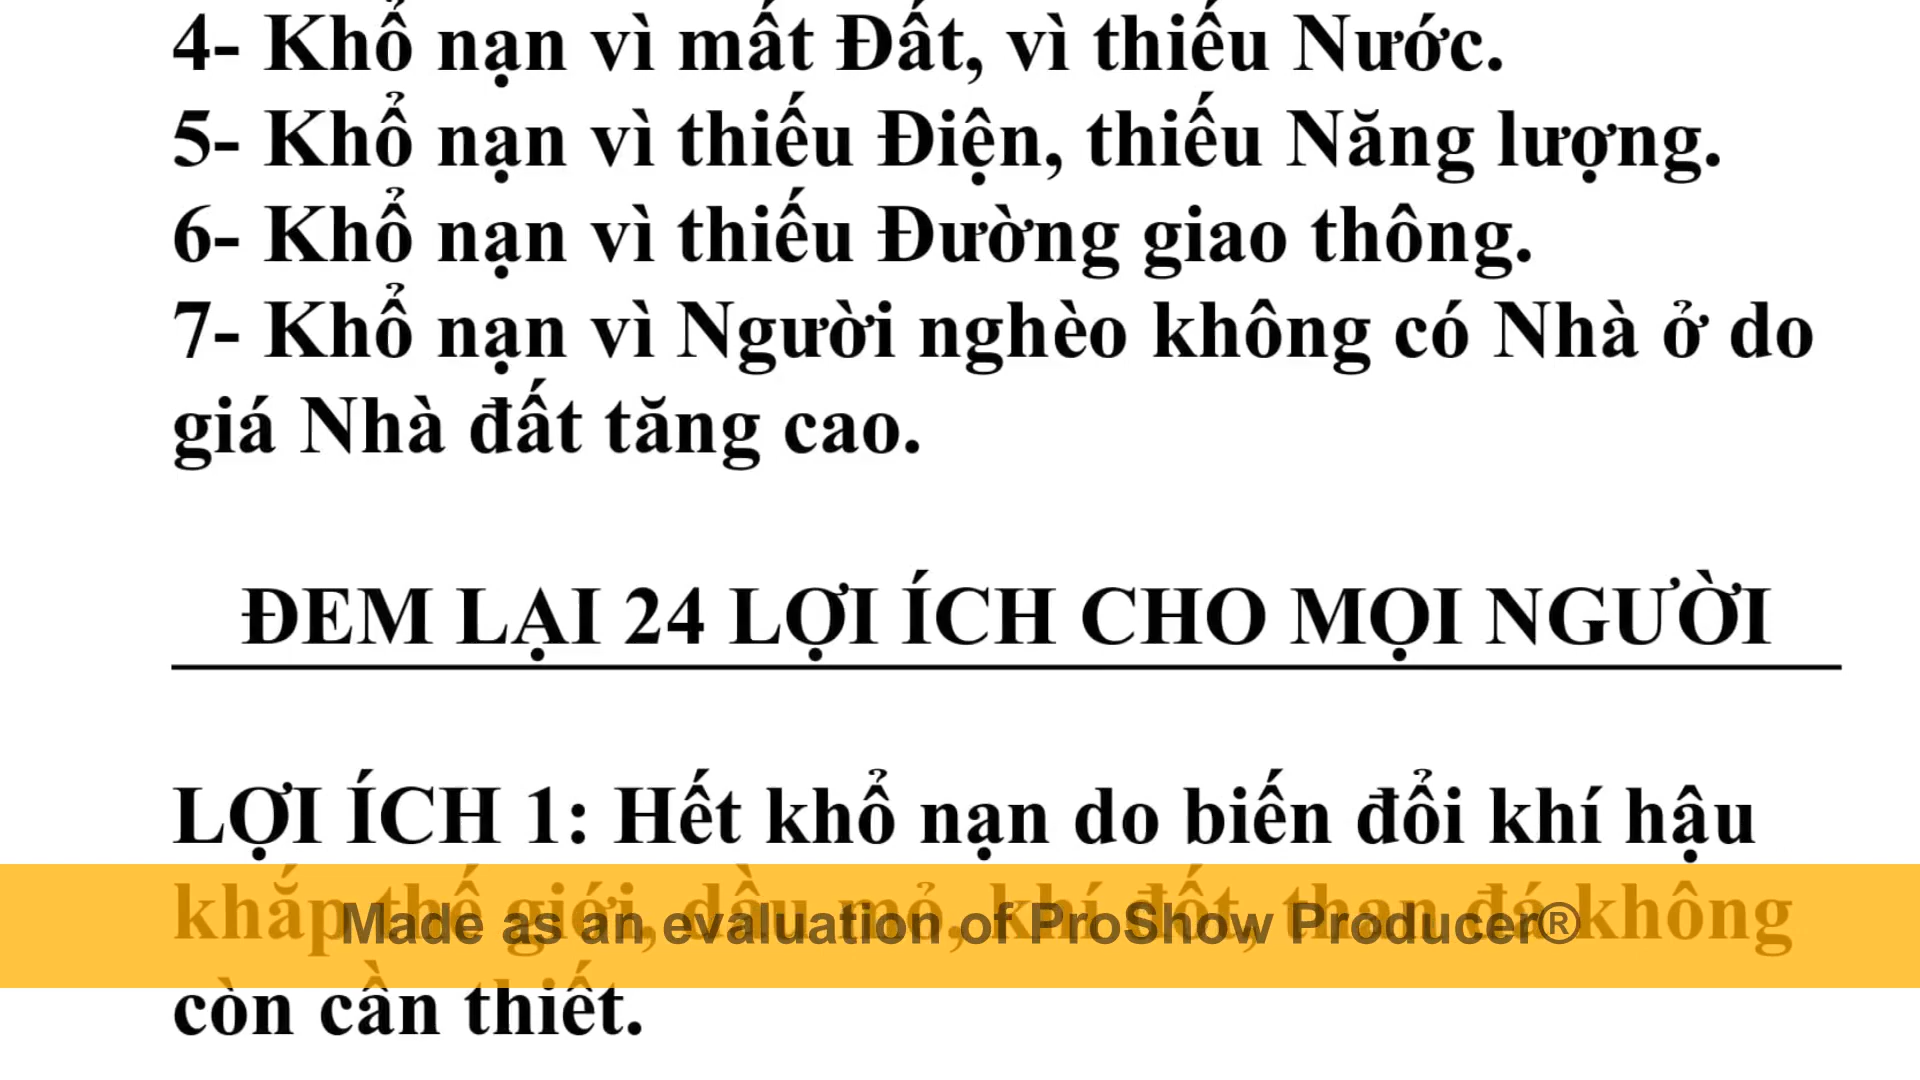 4- Khổ nạn vì mất Đất, vì thiếu Nước.
5- Khổ nạn vì thiếu Điện, thiếu Năng lượng.
6- Khổ nạn vì thiếu Đường giao thông.
7- Khổ nạn vì Người nghèo không có Nhà ở do
giá Nhà đất tăng cao.
ĐEM LẠI 24 LỢI ÍCH CHO MỌI NGƯỜI
LỢI ÍCH 1: Hết khổ nạn do biến đổi khí hậu
khắp thế giới, dầu mỏ, khí đốt, than đá không
Made as an evaluation of ProShow Producer®
còn cần thiết.